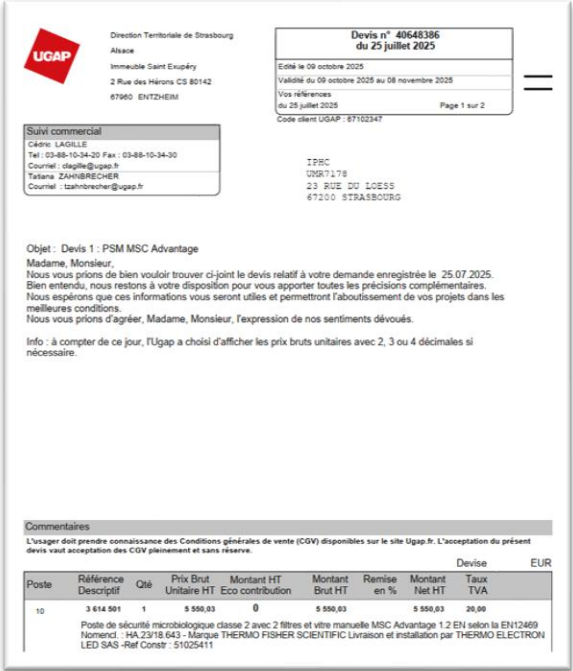 UGAP
Direction Territoriale de Strasbourg
Alsace
Immeuble Saint Exupéry
2 Rue des Hérons CS 80142
67960 ENTZHEIM
Devis n° 40648386
du 25 juillet 2025
Edité le 09 octobre 2025
Validité du 09 octobre 2025 au 08 novembre 2025
Vos références
du 25 juillet 2025 Page 1 sur 2
Code client UGAP : 67102347
Suivi commercial
Cédric LAGILLE
Tel : 03-88-10-34-20 Fax : 03-88-10-34-30
Courriel : clagille@ugap.fr
Tatiana ZAHNBRECHER
Courriel : tzahnbrecher@ugap.fr
IPHC
UMR7178
23 RUE DU LOESS
67200 STRASBOURG
Objet : Devis 1 : PSM MSC Advantage
Madame, Monsieur,
Nous vous prions de bien vouloir trouver ci-joint le devis relatif à votre demande enregistrée le 25.07.2025.
Bien entendu, nous restons à votre disposition pour vous apporter toutes les précisions complémentaires.
Nous espérons que ces informations vous seront utiles et permettront l'aboutissement de vos projets dans les
meilleures conditions.
Nous vous prions d'agréer, Madame, Monsieur, l'expression de nos sentiments dévoués.
Info : à compter de ce jour, l'Ugap a choisi d'afficher les prix bruts unitaires avec 2, 3 ou 4 décimales si
nécessaire.
Commentaires
L'usager doit prendre connaissance des Conditions générales de vente (CGV) disponibles sur le site Ugap.fr. L'acceptation du présent
devis vaut acceptation des CGV pleinement et sans réserve.
Devise EUR
Poste Référence Descriptif Qté Prix Brut Unitaire HT Montant HT Eco contribution Montant Brut HT Remise en % Montant Net HT Taux TVA
10 3 614 501 1 5 550,03 0 5 550,03 5 550,03 20,00
Poste de sécurité microbiologique classe 2 avec 2 filtres et vitre manuelle MSC Advantage 1.2 EN selon la EN12469
Nomencl. : HA.23/18.643 - Marque THERMO FISHER SCIENTIFIC Livraison et installation par THERMO ELECTRON
LED SAS -Ref Constr : 51025411